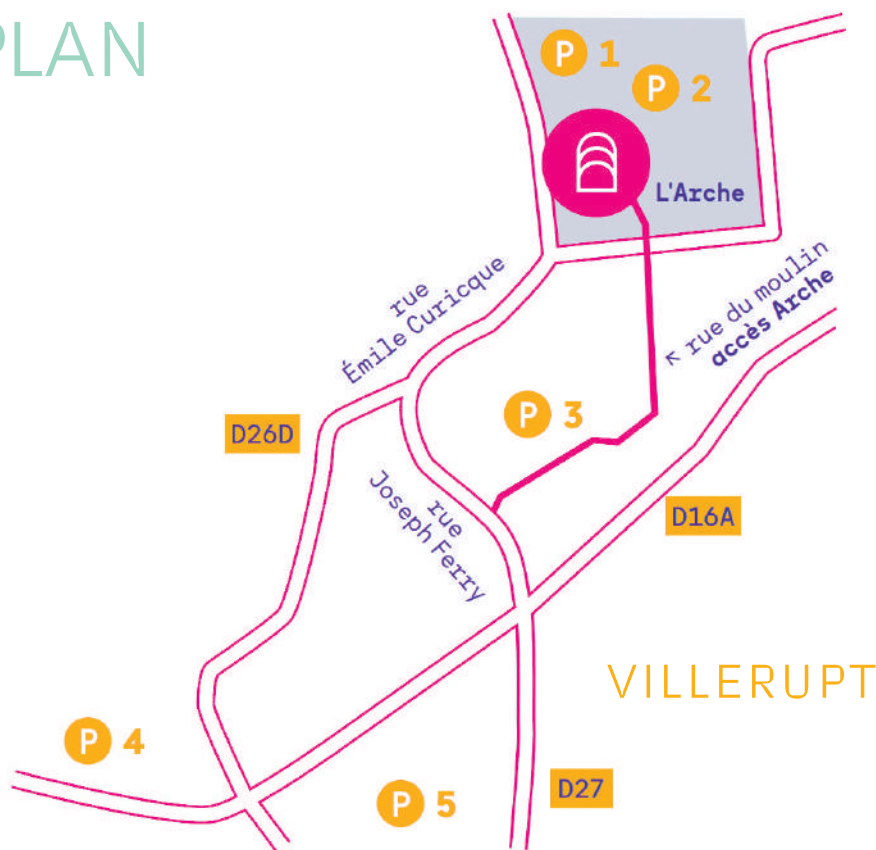 PLAN
P 1
P 2
L'Arche
rue
Émile Curicque
↖ rue du moulin
accès Arche
P 3
D26D
rue
Joseph Ferry
D16A
VILLERUPT
P 4
P 5
D27